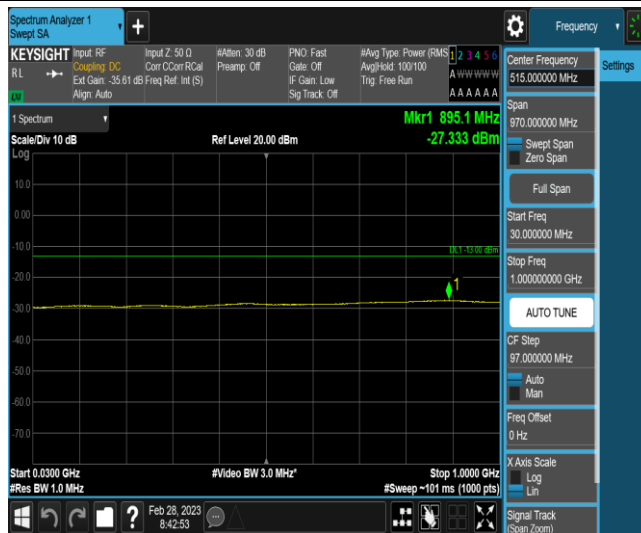 Spectrum Analyzer 1
Swept SA
+
Frequency
KEYSIGHT
RL
Input: RF
Coupling: DC
Ext Gain: -35.61 dB
Align: Auto
Input Z: 50 Ω
Corr CCorr RCal
Freq Ref: Int (S)
#Atten: 30 dB
Preamp: Off
PNO: Fast
Gate: Off
IF Gain: Low
Sig Track: Off
#Avg Type: Power (RMS
Avg|Hold: 100/100
Trig: Free Run
1 2 3 4 5 6
A W W W W W
A A A A A A
1 Spectrum
Scale/Div 10 dB
Log
Ref Level 20.00 dBm
Mkr1 895.1 MHz
-27.333 dBm
10.0
0.00
-10.0
-20.0
-30.0
-40.0
-50.0
-60.0
-70.0
DL1 -13.00 dBm
1
Start 0.0300 GHz
#Res BW 1.0 MHz
#Video BW 3.0 MHz*
Stop 1.0000 GHz
#Sweep ~101 ms (1000 pts)
Feb 28, 2023
8:42:53
?
Center Frequency
515.000000 MHz
Settings
Span
970.000000 MHz
Swept Span
Zero Span
Full Span
Start Freq
30.000000 MHz
Stop Freq
1.00000000 GHz
AUTO TUNE
CF Step
97.000000 MHz
Auto
Man
Freq Offset
0 Hz
X Axis Scale
Log
Lin
Signal Track
(Span Zoom)